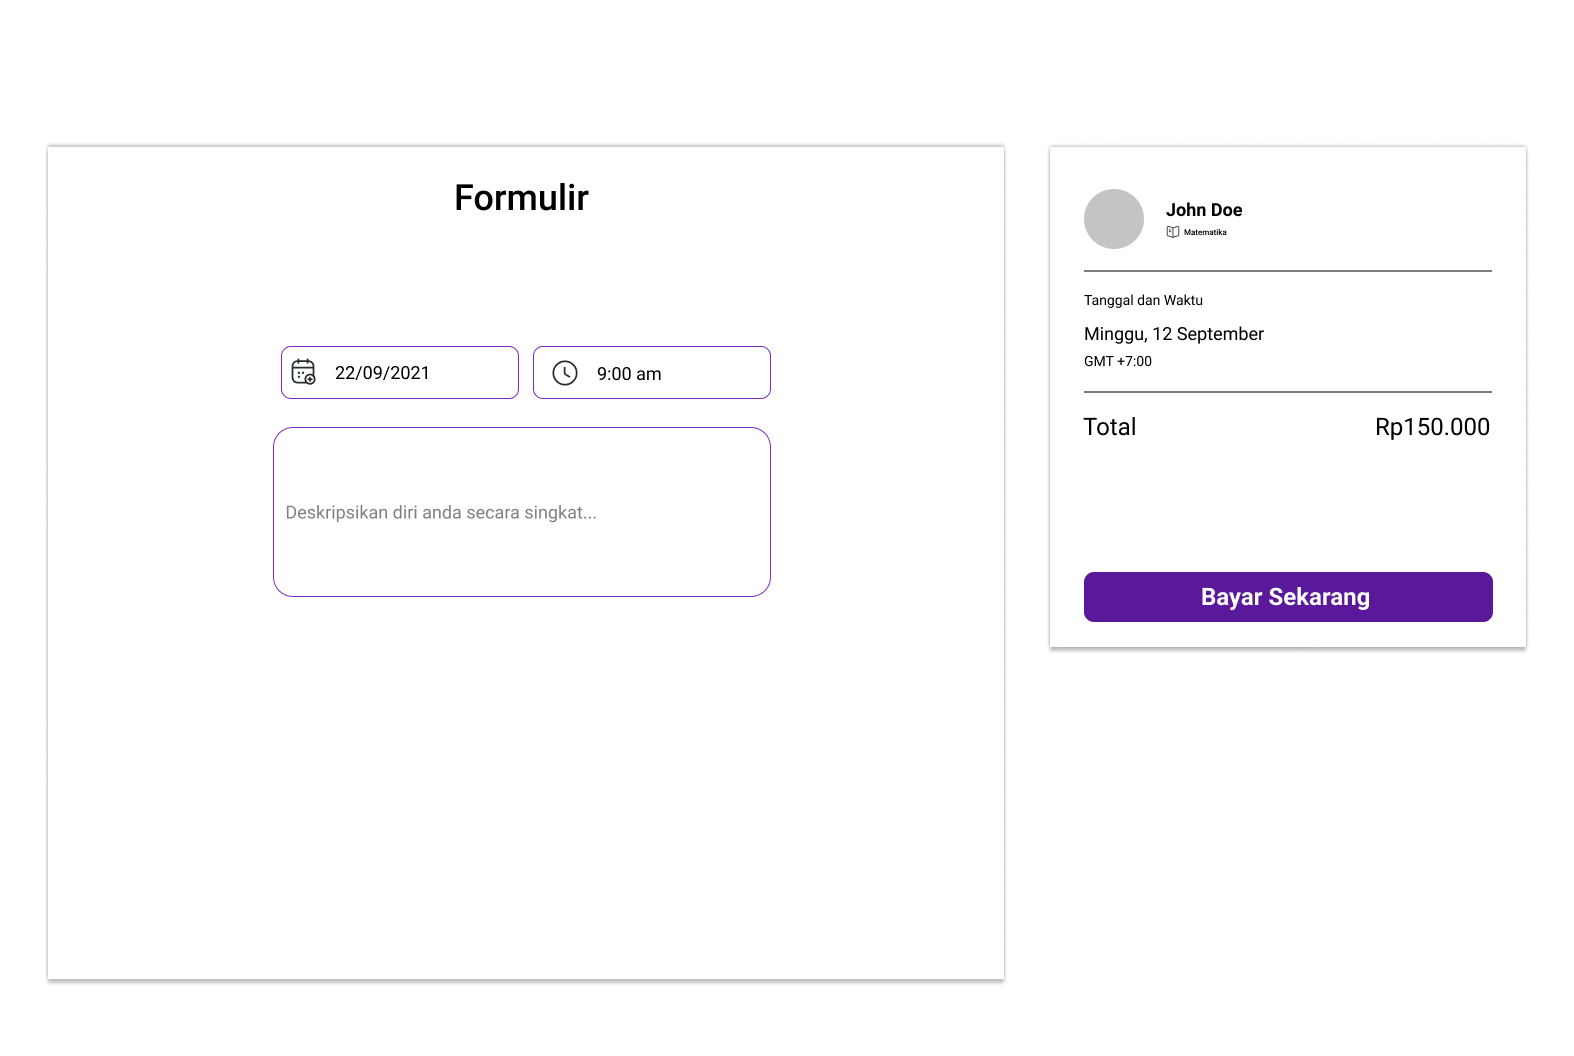 Formulir
22/09/2021
9:00 am
Deskripsikan diri anda secara singkat...
John Doe
Matematika
Tanggal dan Waktu
Minggu, 12 September
GMT +7:00
Total Rp150.000
Bayar Sekarang